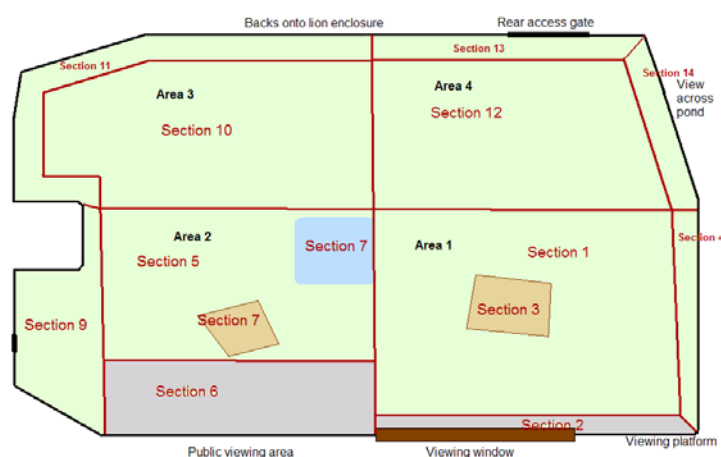 Backs onto lion enclosure
Rear access gate
Section 13
Section 11
Section 14
Area 3
Area 4
View
across
pond
Section 10
Section 12
Area 2
Section 7
Area 1
Section 1
Section 4
Section 5
Section 3
Section 9
Section 7
Section 6
Section 2
Public viewing area
Viewing window
Viewing platform